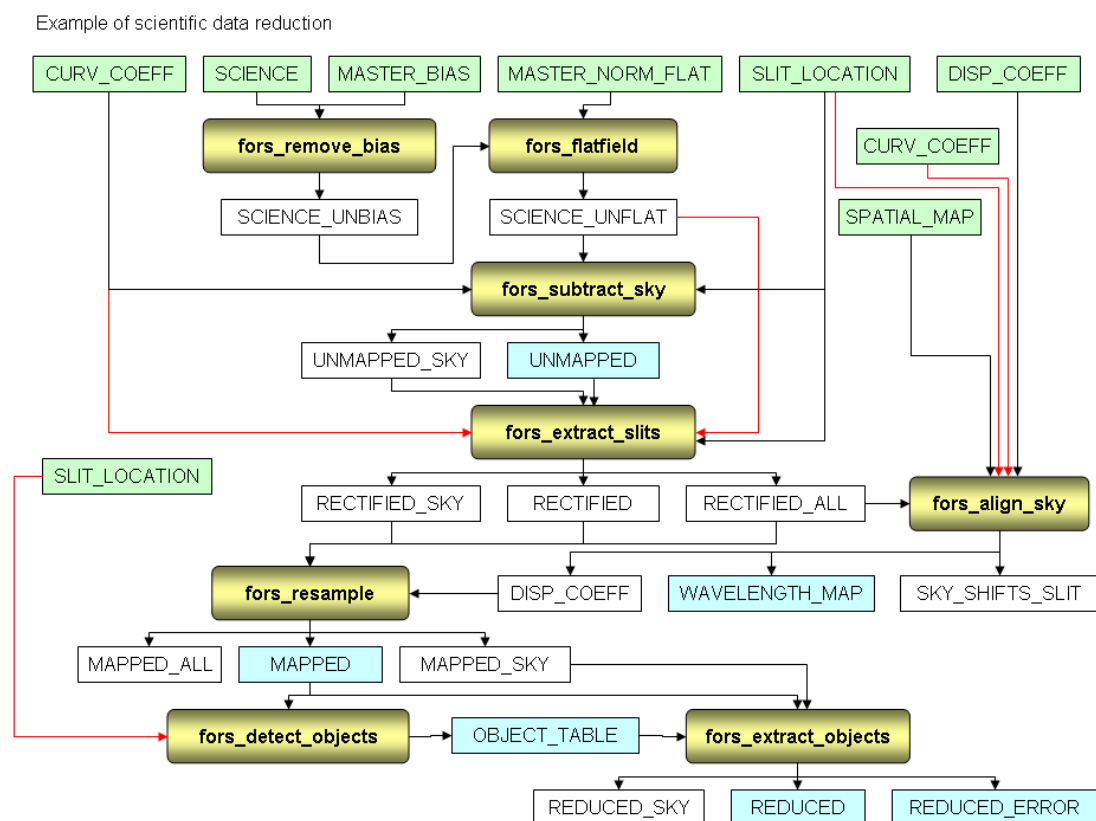 Example of scientific data reduction
CURV_COEFF
SCIENCE
MASTER_BIAS
MASTER_NORM_FLAT
SLIT_LOCATION
DISP_COEFF
fors_remove_bias
fors_flatfield
CURV_COEFF
SCIENCE_UNBIAS
SCIENCE_UNFLAT
SPATIAL_MAP
fors_subtract_sky
UNMAPPED_SKY
UNMAPPED
fors_extract_slits
SLIT_LOCATION
RECTIFIED_SKY
RECTIFIED
RECTIFIED_ALL
fors_align_sky
fors_resample
DISP_COEFF
WAVELENGTH_MAP
SKY_SHIFTS_SLIT
MAPPED_ALL
MAPPED
MAPPED_SKY
fors_detect_objects
OBJECT_TABLE
fors_extract_objects
REDUCED_SKY
REDUCED
REDUCED_ERROR